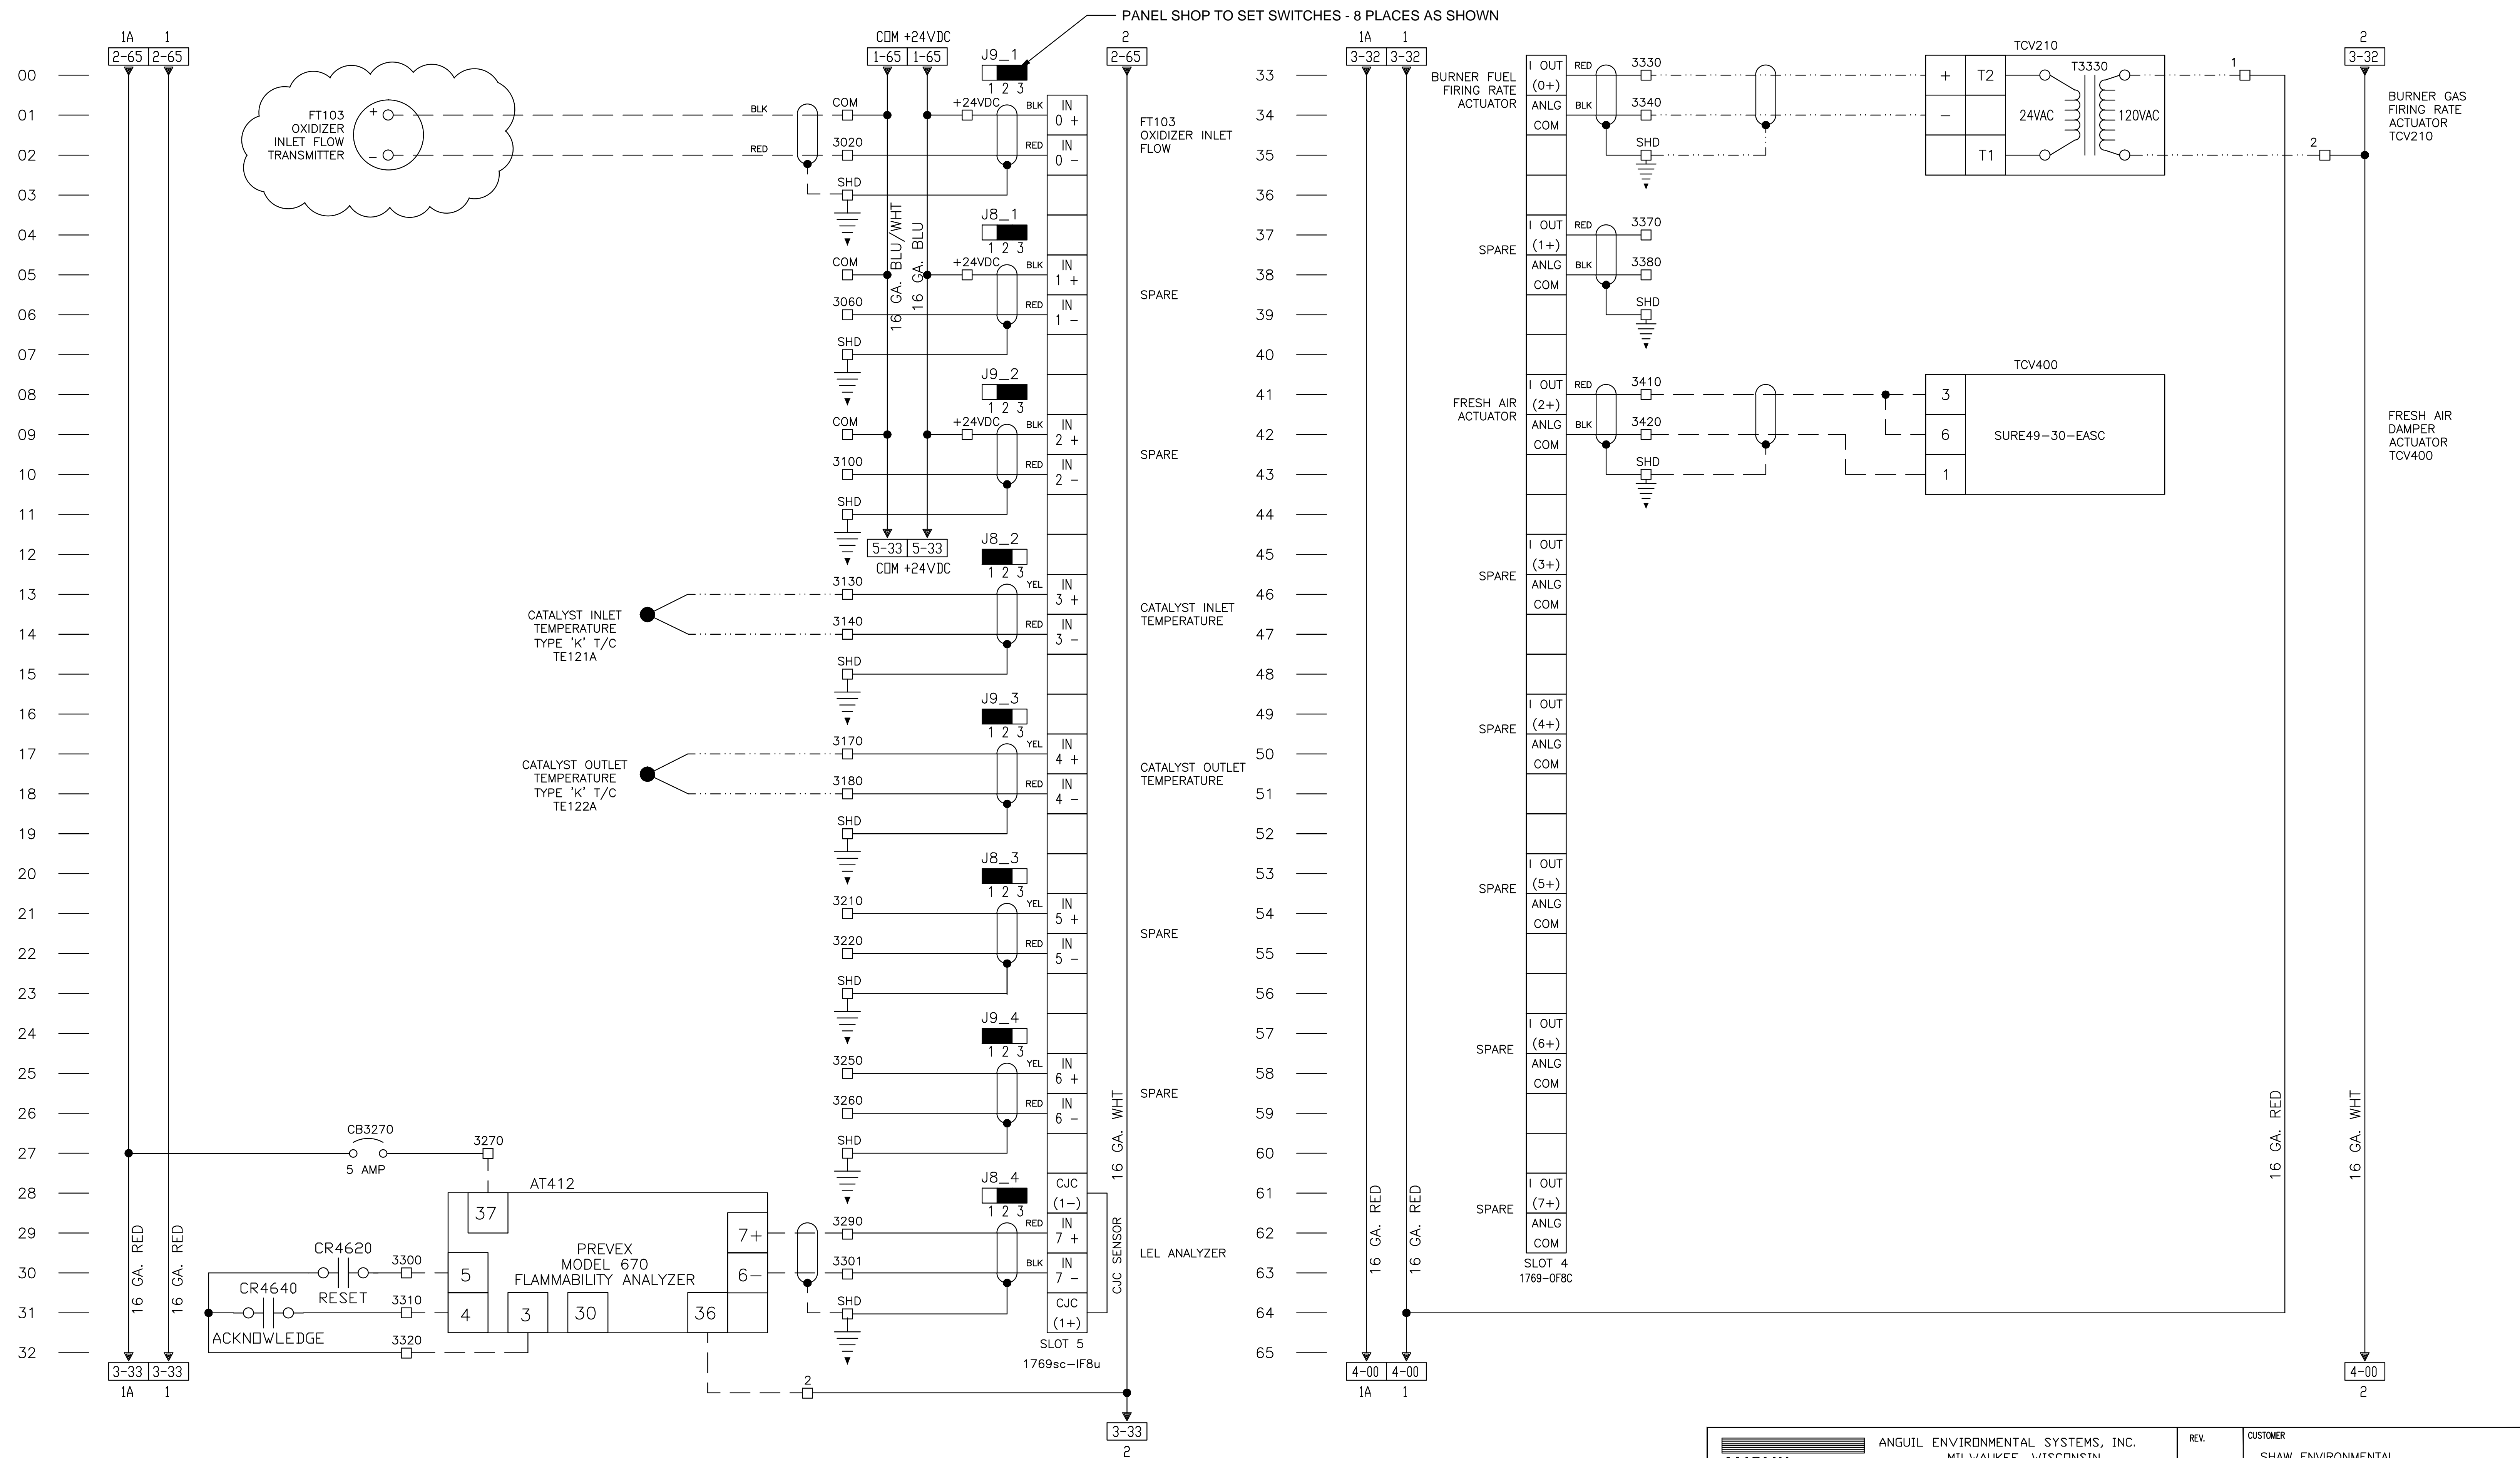 PANEL SHOP TO SET SWITCHES - 8 PLACES AS SHOWN
1A 1
2-65 2-65
COM +24VDC
1-65 1-65
2
2-65
00
01
02
03
04
05
06
07
08
09
10
11
12
13
14
15
16
17
18
19
20
21
22
23
24
25
26
27
28
29
30
31
32
FT103
OXIDIZER
INLET FLOW
TRANSMITTER
+
–
BLK
RED
J9_1
1 2 3
COM
+24VDC
BLK
IN
0 +
3020
RED
IN
0 –
SHD
FT103
OXIDIZER INLET
FLOW
16 GA. BLU/WHT
16 GA. BLU
J8_1
1 2 3
COM
+24VDC
BLK
IN
1 +
3060
RED
IN
1 –
SHD
SPARE
J9_2
1 2 3
COM
+24VDC
BLK
IN
2 +
3100
RED
IN
2 –
SHD
SPARE
5-33 5-33
COM +24VDC
J8_2
1 2 3
CATALYST INLET
TEMPERATURE
TYPE 'K' T/C
TE121A
3130
YEL
IN
3 +
3140
RED
IN
3 –
SHD
CATALYST INLET
TEMPERATURE
J9_3
1 2 3
CATALYST OUTLET
TEMPERATURE
TYPE 'K' T/C
TE122A
3170
YEL
IN
4 +
3180
RED
IN
4 –
SHD
CATALYST OUTLET
TEMPERATURE
J8_3
1 2 3
3210
YEL
IN
5 +
3220
RED
IN
5 –
SHD
SPARE
J9_4
1 2 3
3250
YEL
IN
6 +
3260
RED
IN
6 –
SHD
SPARE
16 GA. WHT
CB3270
5 AMP
3270
AT412
37
PREVEX
MODEL 670
FLAMMABILITY ANALYZER
7+
6–
5
4
3
30
36
CR4620
RESET
3300
CR4640
ACKNOWLEDGE
3310
3320
16 GA. RED
16 GA. RED
J8_4
1 2 3
CJC
(1–)
3290
RED
IN
7 +
3301
BLK
IN
7 –
SHD
CJC
(1+)
CJC SENSOR
LEL ANALYZER
SLOT 5
1769sc–IF8u
3-33 3-33
1A 1
2
3-33
2
1A 1
3-32 3-32
2
3-32
33
34
35
36
37
38
39
40
41
42
43
44
45
46
47
48
49
50
51
52
53
54
55
56
57
58
59
60
61
62
63
64
65
BURNER FUEL
FIRING RATE
ACTUATOR
I OUT
(0+)
ANLG
COM
RED
3330
BLK
3340
SHD
TCV210
+
T2
–
T1
T3330
24VAC
120VAC
1
2
BURNER GAS
FIRING RATE
ACTUATOR
TCV210
SPARE
I OUT
(1+)
ANLG
COM
RED
3370
BLK
3380
SHD
FRESH AIR
ACTUATOR
I OUT
(2+)
ANLG
COM
RED
3410
BLK
3420
SHD
TCV400
3
6
1
SURE49–30–EASC
FRESH AIR
DAMPER
ACTUATOR
TCV400
SPARE
I OUT
(3+)
ANLG
COM
SPARE
I OUT
(4+)
ANLG
COM
SPARE
I OUT
(5+)
ANLG
COM
SPARE
I OUT
(6+)
ANLG
COM
SPARE
I OUT
(7+)
ANLG
COM
SLOT 4
1769–OF8C
16 GA. RED
16 GA. RED
16 GA. RED
16 GA. WHT
4-00 4-00
1A 1
4-00
2
ANGUIL ENVIRONMENTAL SYSTEMS, INC.
MILWAUKEE, WISCONSIN
REV.
CUSTOMER
SHAW ENVIRONMENTAL